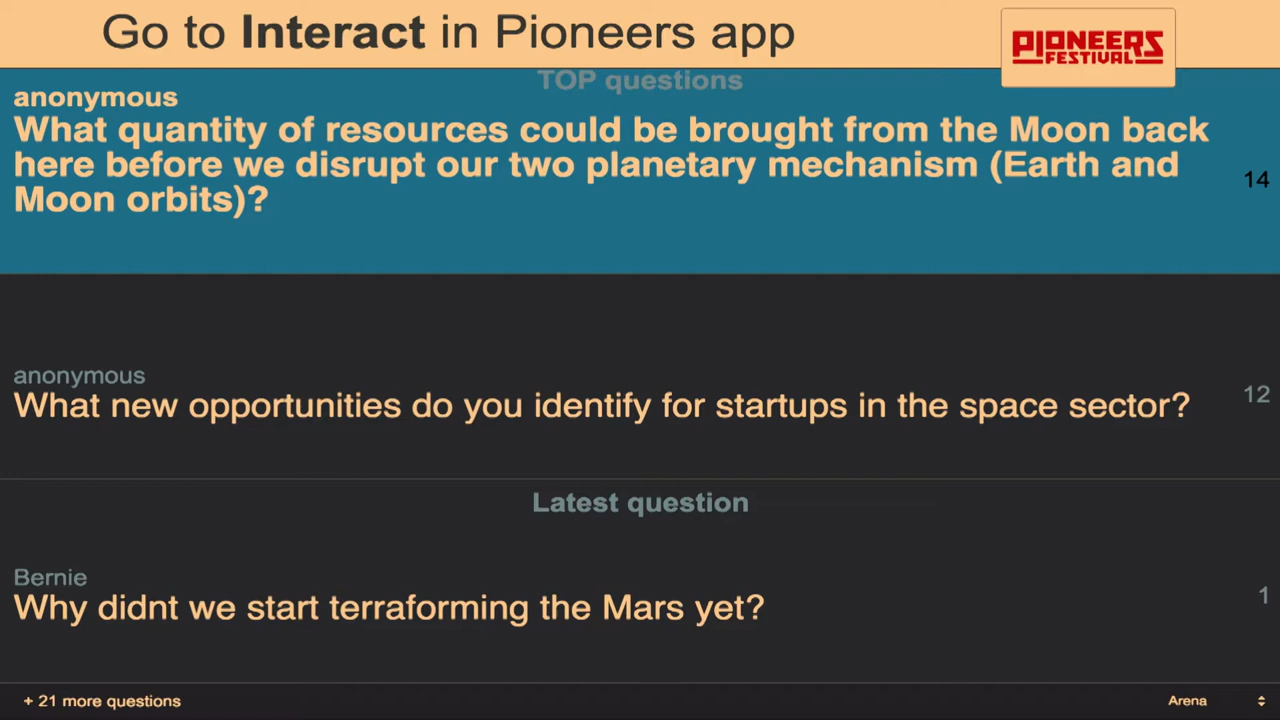 Go to Interact in Pioneers app
PIONEERS
FESTIVAL
TOP questions
anonymous
What quantity of resources could be brought from the Moon back
here before we disrupt our two planetary mechanism (Earth and
Moon orbits)?
14
anonymous
What new opportunities do you identify for startups in the space sector?
12
Latest question
Bernie
Why didnt we start terraforming the Mars yet?
1
+ 21 more questions
Arena